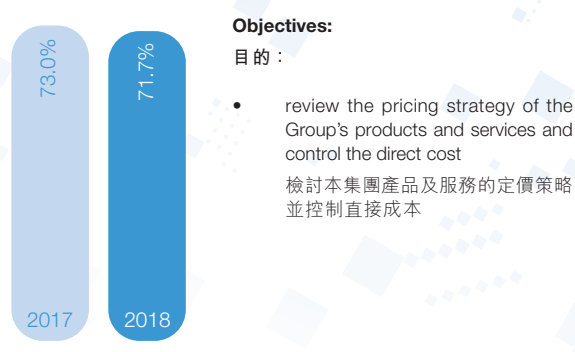 73.0%
2017
71.7%
2018
Objectives:
目的：
• review the pricing strategy of the
Group's products and services and
control the direct cost
檢討本集團產品及服務的定價策略
並控制直接成本